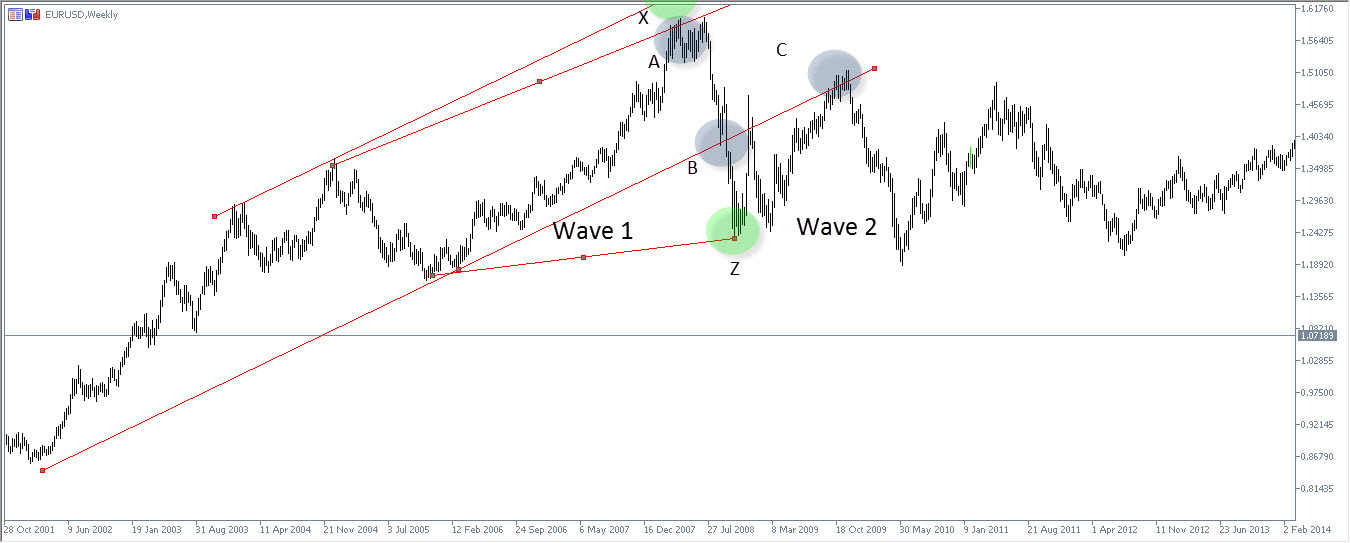 EURUSD,Weekly
X
A
B
C
Z
Wave 1
Wave 2
1.61760
1.56405
1.51050
1.45695
1.40340
1.34985
1.29630
1.24275
1.18920
1.13565
1.08210
1.07189
1.02855
0.97500
0.92145
0.86790
0.81435
28 Oct 2001 9 Jun 2002 19 Jan 2003 31 Aug 2003 11 Apr 2004 21 Nov 2004 3 Jul 2005 12 Feb 2006 24 Sep 2006 6 May 2007 16 Dec 2007 27 Jul 2008 8 Mar 2009 18 Oct 2009 30 May 2010 9 Jan 2011 21 Aug 2011 1 Apr 2012 11 Nov 2012 23 Jun 2013 2 Feb 2014